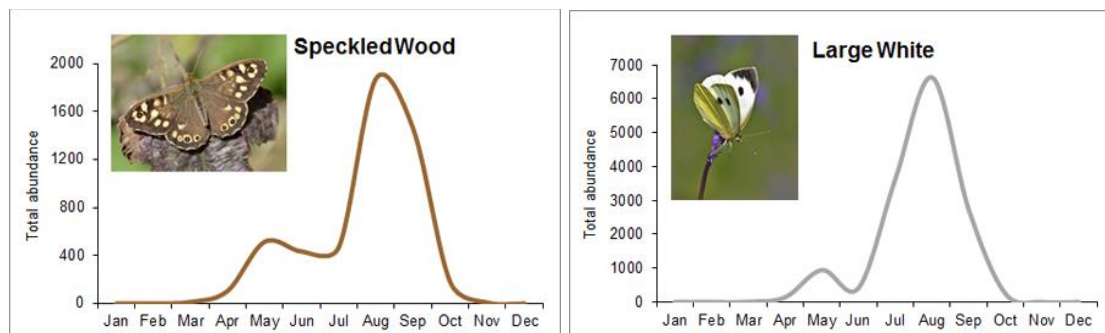 Speckled Wood
Total abundance
2000
1600
1200
800
400
0
Jan Feb Mar Apr May Jun Jul Aug Sep Oct Nov Dec
Large White
Total abundance
7000
6000
5000
4000
3000
2000
1000
0
Jan Feb Mar Apr May Jun Jul Aug Sep Oct Nov Dec